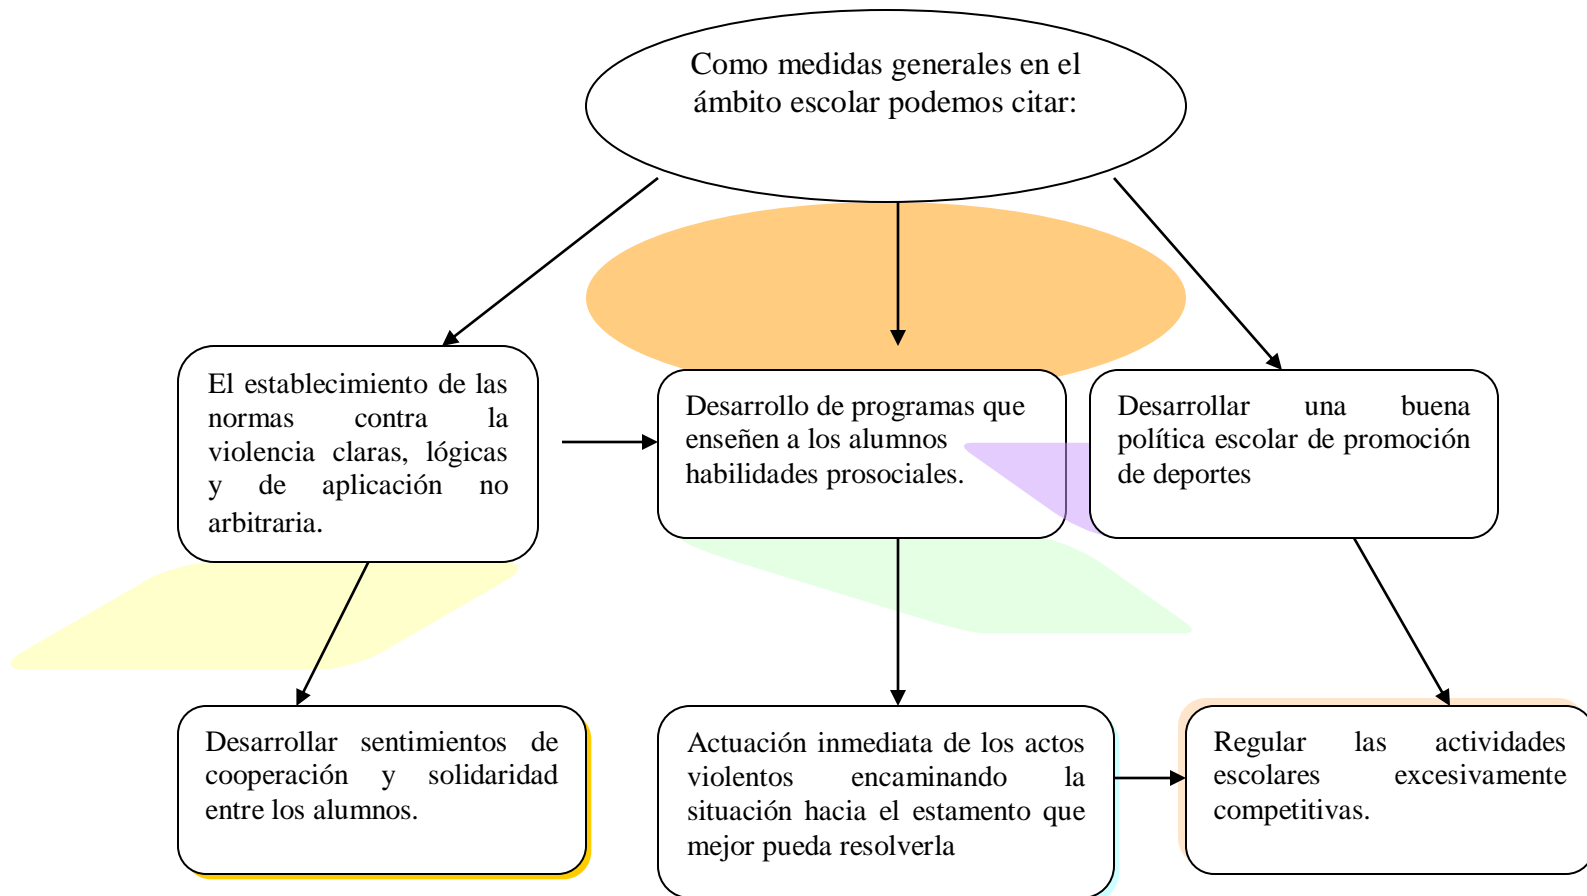 Como medidas generales en el
ámbito escolar podemos citar:
El establecimiento de las
normas contra la
violencia claras, lógicas
y de aplicación no
arbitraria.
Desarrollo de programas que
enseñen a los alumnos
habilidades prosociales.
Desarrollar una buena
política escolar de promoción
de deportes
Desarrollar sentimientos de
cooperación y solidaridad
entre los alumnos.
Actuación inmediata de los actos
violentos encaminando la
situación hacia el estamento que
mejor pueda resolverla
Regular las actividades
escolares excesivamente
competitivas.